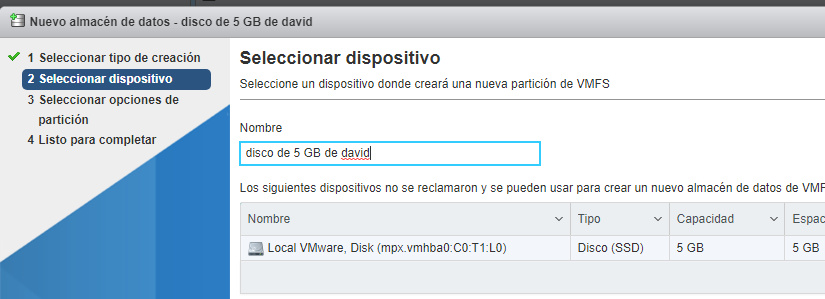 Nuevo almacén de datos - disco de 5 GB de david
1 Seleccionar tipo de creación
2 Seleccionar dispositivo
3 Seleccionar opciones de
partición
4 Listo para completar
Seleccionar dispositivo
Seleccione un dispositivo donde creará una nueva partición de VMFS
Nombre
disco de 5 GB de david
Los siguientes dispositivos no se reclamaron y se pueden usar para crear un nuevo almacén de datos de VMF
Nombre Tipo Capacidad Espac
Local VMware, Disk (mpx.vmhba0:C0:T1:L0) Disco (SSD) 5 GB 5 GB